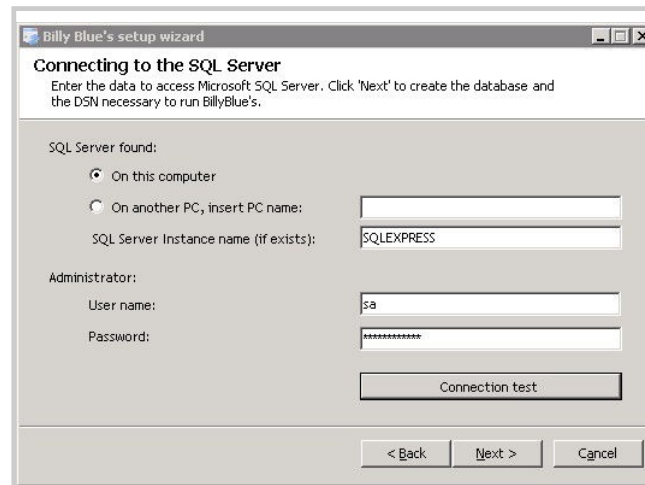 Billy Blue's setup wizard
Connecting to the SQL Server
Enter the data to access Microsoft SQL Server. Click 'Next' to create the database and
the DSN necessary to run BillyBlue's.
SQL Server found:
On this computer
On another PC, insert PC name:
SQL Server Instance name (if exists): SQLEXPRESS
Administrator:
User name: sa
Password: ************
Connection test
< Back Next > Cancel